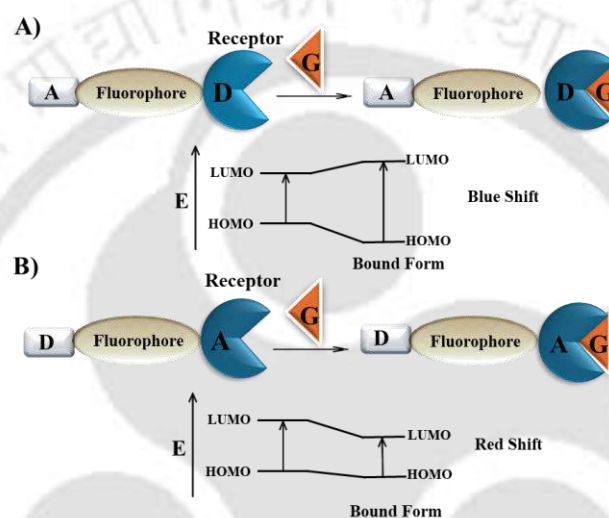 A)
Receptor
A Fluorophore D G A Fluorophore D G
E
LUMO LUMO
HOMO HOMO
Blue Shift
Bound Form
B)
Receptor
D Fluorophore A G D Fluorophore A G
E
LUMO LUMO
HOMO HOMO
Red Shift
Bound Form